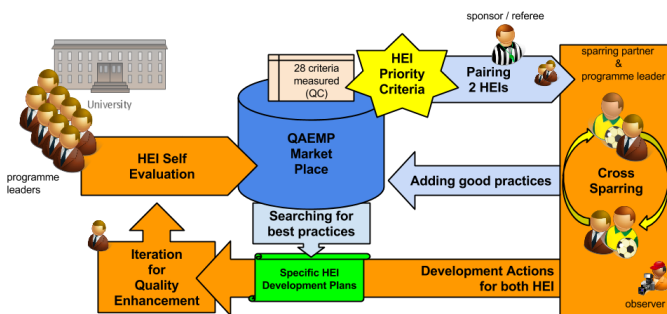 sponsor / referee
28 criteria
measured
(QC)
HEI
Priority
Criteria
Pairing
2 HEIs
sparring partner
&
programme leader
University
QAEMP
Market
Place
HEI Self
Evaluation
programme
leaders
Adding good practices
Cross
Sparring
Searching for
best practices
Iteration
for
Quality
Enhancement
Specific HEI
Development Plans
Development Actions
for both HEI
observer